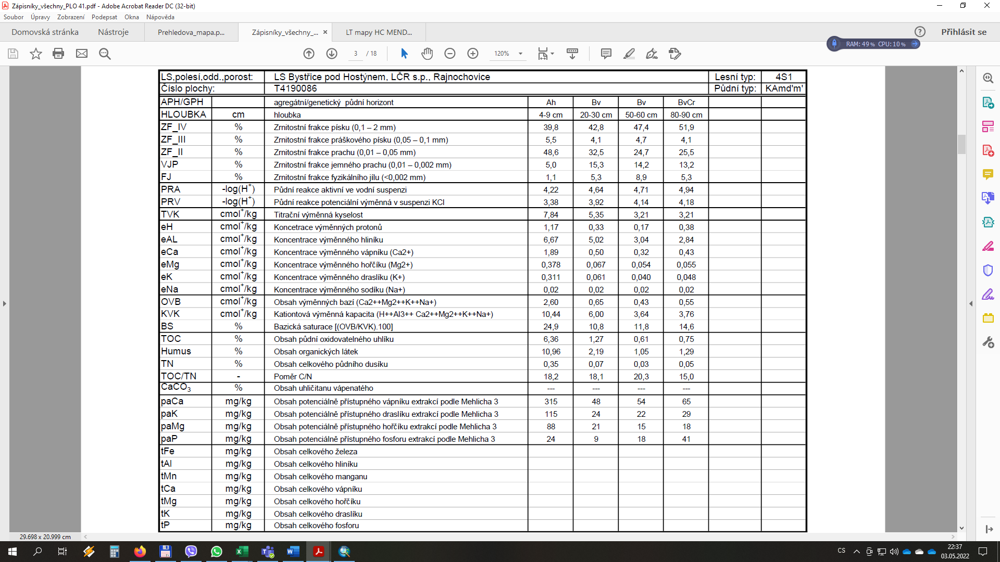 Zápisníky_všechny_PLO 41.pdf - Adobe Acrobat Reader DC (32-bit)
Soubor Úpravy Zobrazení Podepsat Okna Nápověda
Domovská stránka Nástroje Prehledova_mapa.p... Zápisníky_všechny_... × LT mapy HC MEND... Přihlásit se
RAM: 49 % CPU: 10 %
3 / 18 120%
LS,polesí,odd.,porost: LS Bystřice pod Hostýnem, LČR s.p., Rajnochovice Lesní typ: 4S1
Číslo plochy: T4190086 Půdní typ: KAmd'm'
APH/GPH agregátní/genetický půdní horizont Ah Bv Bv BvCr
HLOUBKA cm hloubka 4-9 cm 20-30 cm 50-60 cm 80-90 cm
ZF_IV % Zrnitostní frakce písku (0,1 – 2 mm) 39,8 42,8 47,4 51,9
ZF_III % Zrnitostní frakce práškového písku (0,05 – 0,1 mm) 5,5 4,1 4,7 4,1
ZF_II % Zrnitostní frakce prachu (0,01 – 0,05 mm) 48,6 32,5 24,7 25,5
VJP % Zrnitostní frakce jemného prachu (0,01 – 0,002 mm) 5,0 15,3 14,2 13,2
FJ % Zrnitostní frakce fyzikálního jílu (<0,002 mm) 1,1 5,3 8,9 5,3
PRA -log(H+) Půdní reakce aktivní ve vodní suspenzi 4,22 4,64 4,71 4,94
PRV -log(H+) Půdní reakce potenciální výměnná v suspenzi KCl 3,38 3,92 4,14 4,18
TVK cmol+/kg Titrační výměnná kyselost 7,84 5,35 3,21 3,21
eH cmol+/kg Koncetrace výměnných protonů 1,17 0,33 0,17 0,38
eAL cmol+/kg Koncentrace výměnného hliníku 6,67 5,02 3,04 2,84
eCa cmol+/kg Koncentrace výměnného vápníku (Ca2+) 1,89 0,50 0,32 0,43
eMg cmol+/kg Koncentrace výměnného hořčíku (Mg2+) 0,378 0,067 0,054 0,055
eK cmol+/kg Koncentrace výměnného draslíku (K+) 0,311 0,061 0,040 0,048
eNa cmol+/kg Koncentrace výměnného sodíku (Na+) 0,02 0,02 0,02 0,02
OVB cmol+/kg Obsah výměnných bazí (Ca2++Mg2++K++Na+) 2,60 0,65 0,43 0,55
KVK cmol+/kg Kationtová výměnná kapacita (H++Al3++ Ca2++Mg2++K++Na+) 10,44 6,00 3,64 3,76
BS % Bazická saturace [(OVB/KVK).100] 24,9 10,8 11,8 14,6
TOC % Obsah půdní oxidovatelného uhlíku 6,36 1,27 0,61 0,75
Humus % Obsah organických látek 10,96 2,19 1,05 1,29
TN % Obsah celkového půdního dusíku 0,35 0,07 0,03 0,05
TOC/TN - Poměr C/N 18,2 18,1 20,3 15,0
CaCO3 % Obsah uhličitanu vápenatého --- --- --- ---
paCa mg/kg Obsah potenciálně přístupného vápníku extrakcí podle Mehlicha 3 315 48 54 65
paK mg/kg Obsah potenciálně přístupného draslíku extrakcí podle Mehlicha 3 115 24 22 29
paMg mg/kg Obsah potenciálně přístupného hořčíku extrakcí podle Mehlicha 3 88 21 15 18
paP mg/kg Obsah potenciálně přístupného fosforu extrakcí podle Mehlicha 3 24 9 18 41
tFe mg/kg Obsah celkového železa
tAl mg/kg Obsah celkového hliníku
tMn mg/kg Obsah celkového manganu
tCa mg/kg Obsah celkového vápníku
tMg mg/kg Obsah celkového hořčíku
tK mg/kg Obsah celkového draslíku
tP mg/kg Obsah celkového fosforu
29.698 x 20.999 cm
CS 22:37
03.05.2022